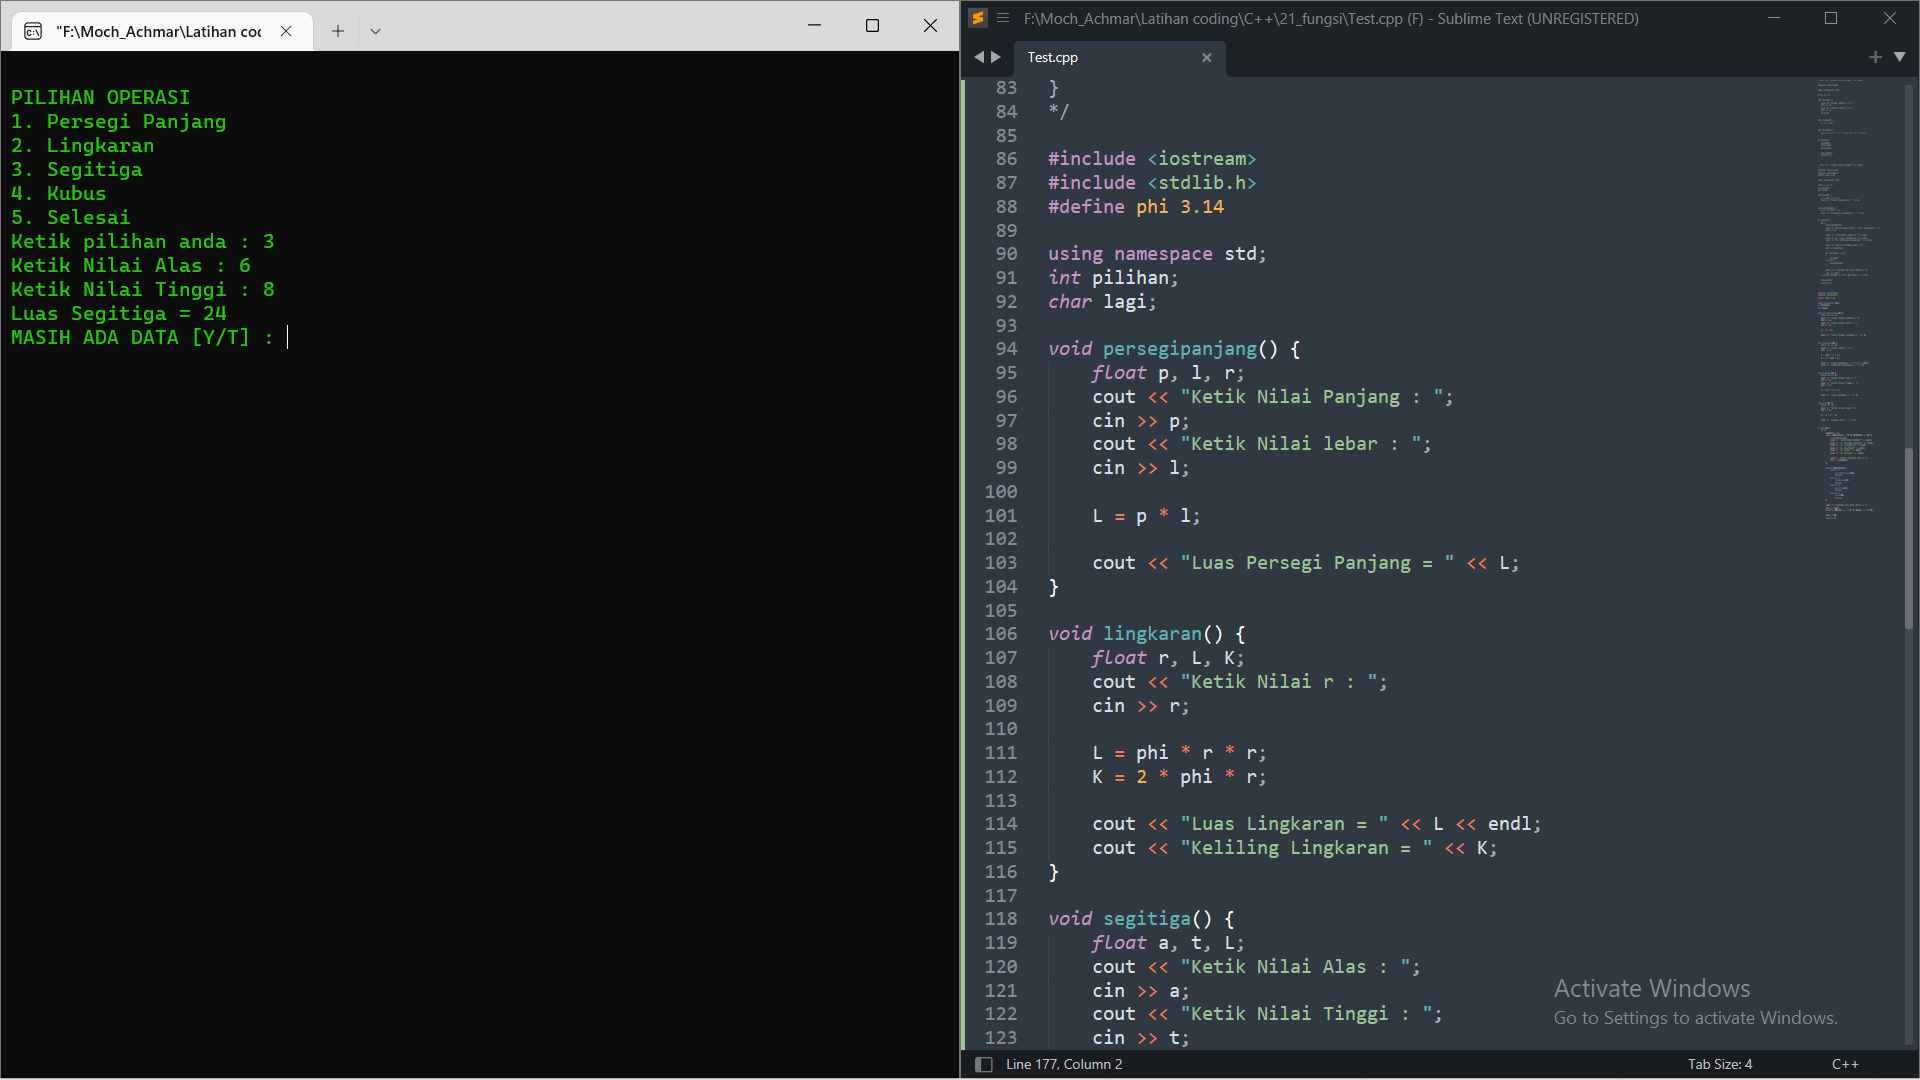 "F:\Moch_Achmar\Latihan cod
PILIHAN OPERASI
1. Persegi Panjang
2. Lingkaran
3. Segitiga
4. Kubus
5. Selesai
Ketik pilihan anda : 3
Ketik Nilai Alas : 6
Ketik Nilai Tinggi : 8
Luas Segitiga = 24
MASIH ADA DATA [Y/T] :
F:\Moch_Achmar\Latihan coding\C++\21_fungsi\Test.cpp (F) - Sublime Text (UNREGISTERED)
Test.cpp
83 }
84 */
85
86 #include <iostream>
87 #include <stdlib.h>
88 #define phi 3.14
89
90 using namespace std;
91 int pilihan;
92 char lagi;
93
94 void persegipanjang() {
95 float p, l, r;
96 cout << "Ketik Nilai Panjang : ";
97 cin >> p;
98 cout << "Ketik Nilai lebar : ";
99 cin >> l;
100
101 L = p * l;
102
103 cout << "Luas Persegi Panjang = " << L;
104 }
105
106 void lingkaran() {
107 float r, L, K;
108 cout << "Ketik Nilai r : ";
109 cin >> r;
110
111 L = phi * r * r;
112 K = 2 * phi * r;
113
114 cout << "Luas Lingkaran = " << L << endl;
115 cout << "Keliling Lingkaran = " << K;
116 }
117
118 void segitiga() {
119 float a, t, L;
120 cout << "Ketik Nilai Alas : ";
121 cin >> a;
122 cout << "Ketik Nilai Tinggi : ";
123 cin >> t;
Activate Windows
Go to Settings to activate Windows.
Line 177, Column 2
Tab Size: 4
C++